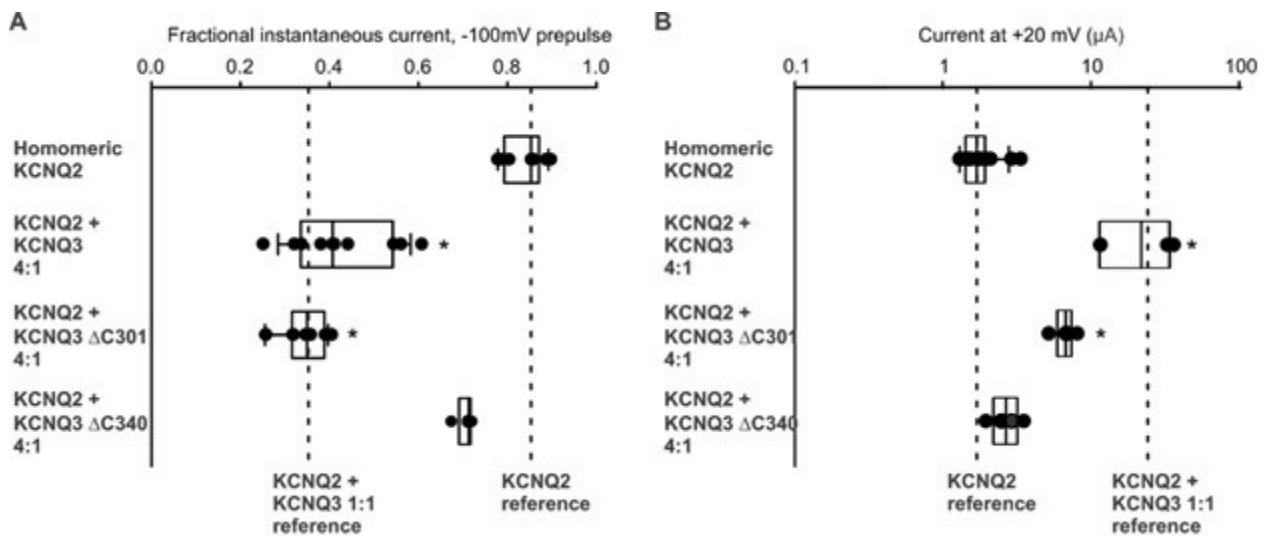 A
Fractional instantaneous current, -100mV prepulse
0.0 0.2 0.4 0.6 0.8 1.0
Homomeric
KCNQ2
KCNQ2 +
KCNQ3
4:1
*
KCNQ2 +
KCNQ3 ΔC301
4:1
*
KCNQ2 +
KCNQ3 ΔC340
4:1
KCNQ2 +
KCNQ3 1:1
reference
KCNQ2
reference
B
Current at +20 mV (μA)
0.1 1 10 100
Homomeric
KCNQ2
KCNQ2 +
KCNQ3
4:1
*
KCNQ2 +
KCNQ3 ΔC301
4:1
*
KCNQ2 +
KCNQ3 ΔC340
4:1
KCNQ2
reference
KCNQ2 +
KCNQ3 1:1
reference